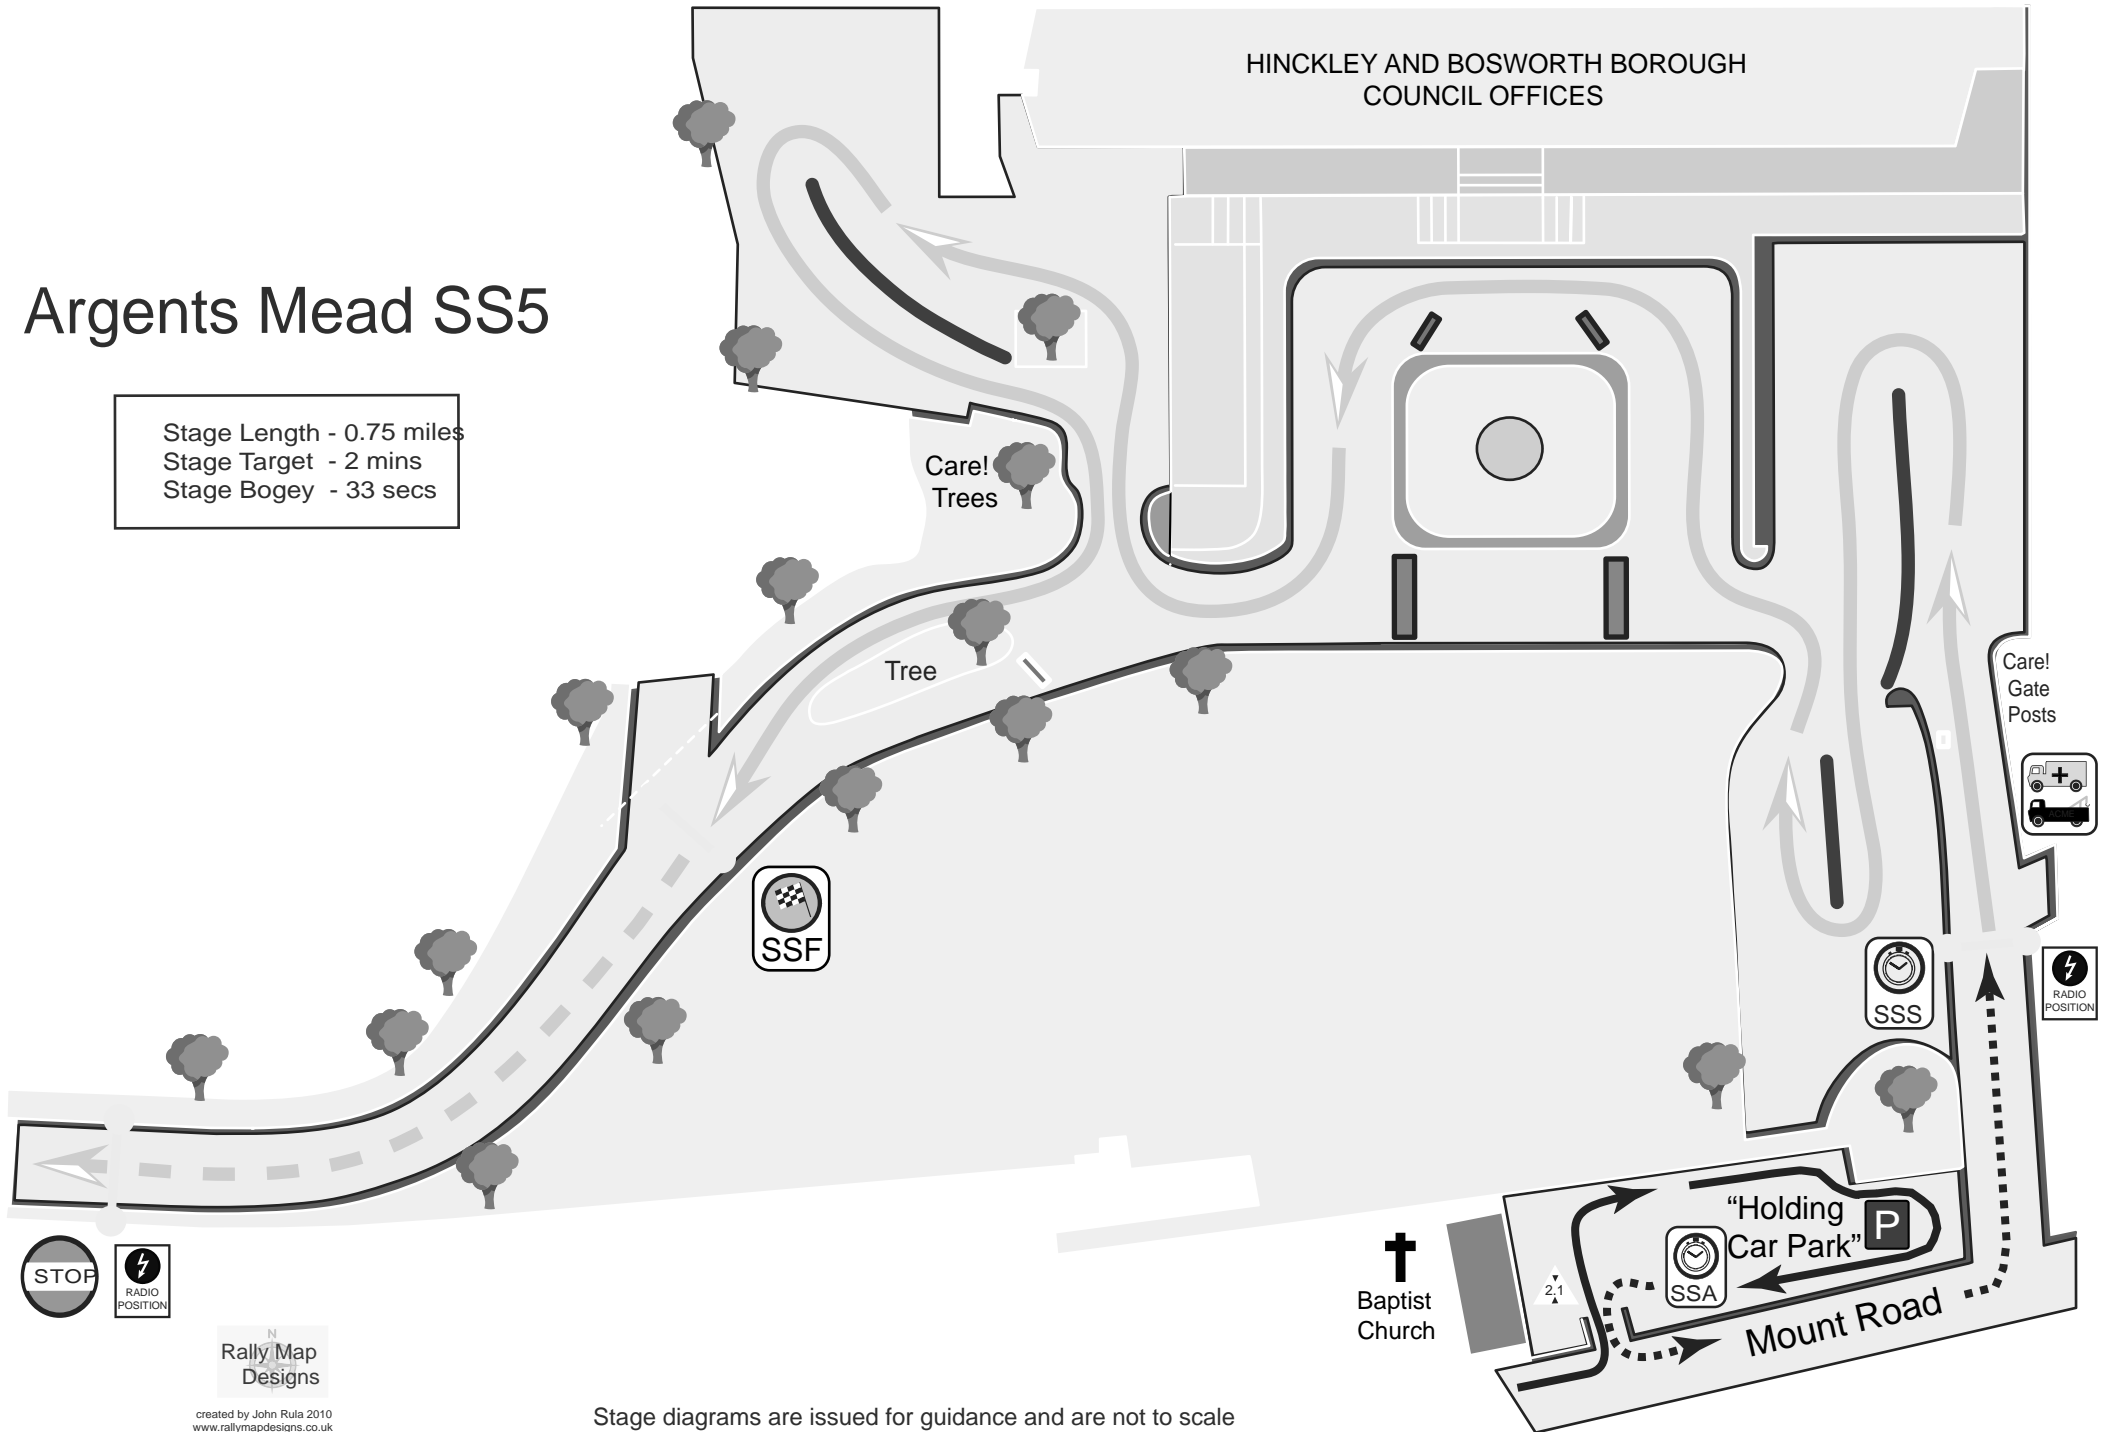 HINCKLEY AND BOSWORTH BOROUGH
COUNCIL OFFICES
Argents Mead SS5
Stage Length - 0.75 miles
Stage Target - 2 mins
Stage Bogey - 33 secs
Care!
Trees
Tree
Care!
Gate
Posts
ACME
SSF
SSS
RADIO
POSITION
"Holding
Car Park"
P
SSA
2.1
Mount Road
Baptist
Church
STOP
RADIO
POSITION
N
Rally Map
Designs
created by John Rula 2010
www.rallymapdesigns.co.uk
Stage diagrams are issued for guidance and are not to scale